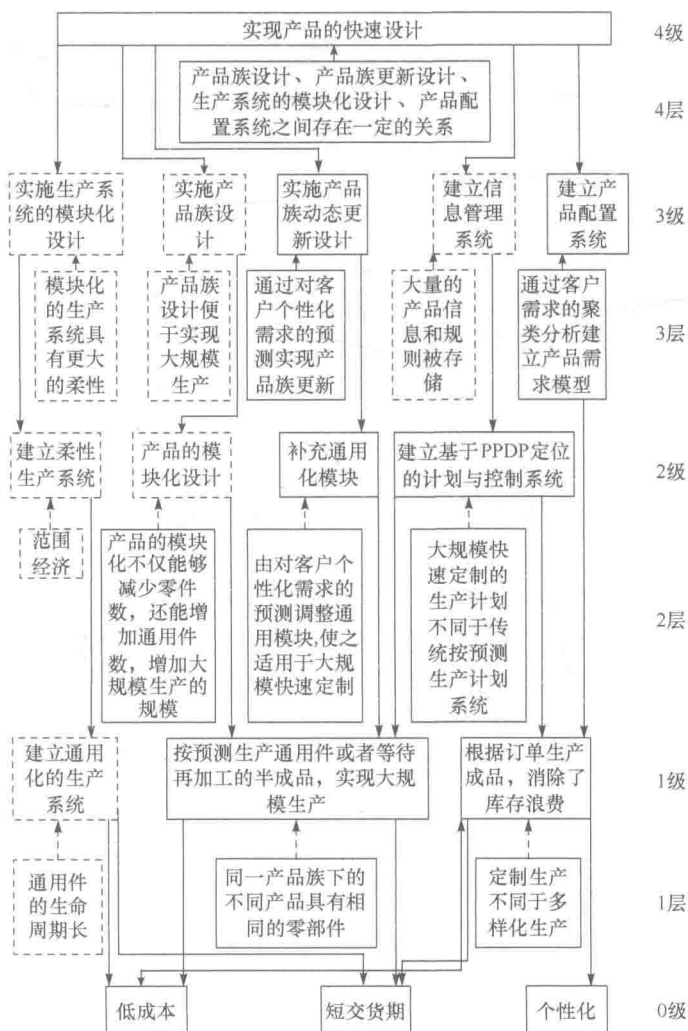 实现产品的快速设计
4级
产品族设计、产品族更新设计、
生产系统的模块化设计、产品配
置系统之间存在一定的关系
4层
实施生产系
统的模块化
设计
实施产
品族设
计
实施产品
族动态更
新设计
建立信
息管理
系统
建立产
品配置
系统
3级
模块化
的生产
系统具
有更大
的柔性
产品族
设计便
于实现
大规模
生产
通过对客
户个性化
需求的预
测实现产
品族更新
大量的
产品信
息和规
则被存
储
通过客户
需求的聚
类分析建
立产品需
求模型
3层
建立柔性
生产系统
产品的模
块化设计
补充通用
化模块
建立基于PPDP定位
的计划与控制系统
2级
范围
经济
产品的模块
化不仅能够
减少零件
数，还能增
加通用件
数，增加大
规模生产的
规模
由对客户个
性化需求的
预测调整通
用模块,使之
适用于大规
模快速定制
大规模快
速定制的
生产计划
不同于传
统按预测
生产计划
系统
2层
建立通用
化的生产
系统
按预测生产通用件或者等待
再加工的半成品，实现大规
模生产
根据订单生产
成品，消除了
库存浪费
1级
通用件
的生命
周期长
同一产品族下的
不同产品具有相
同的零部件
定制生产
不同于多
样化生产
1层
低成本
短交货期
个性化
0级